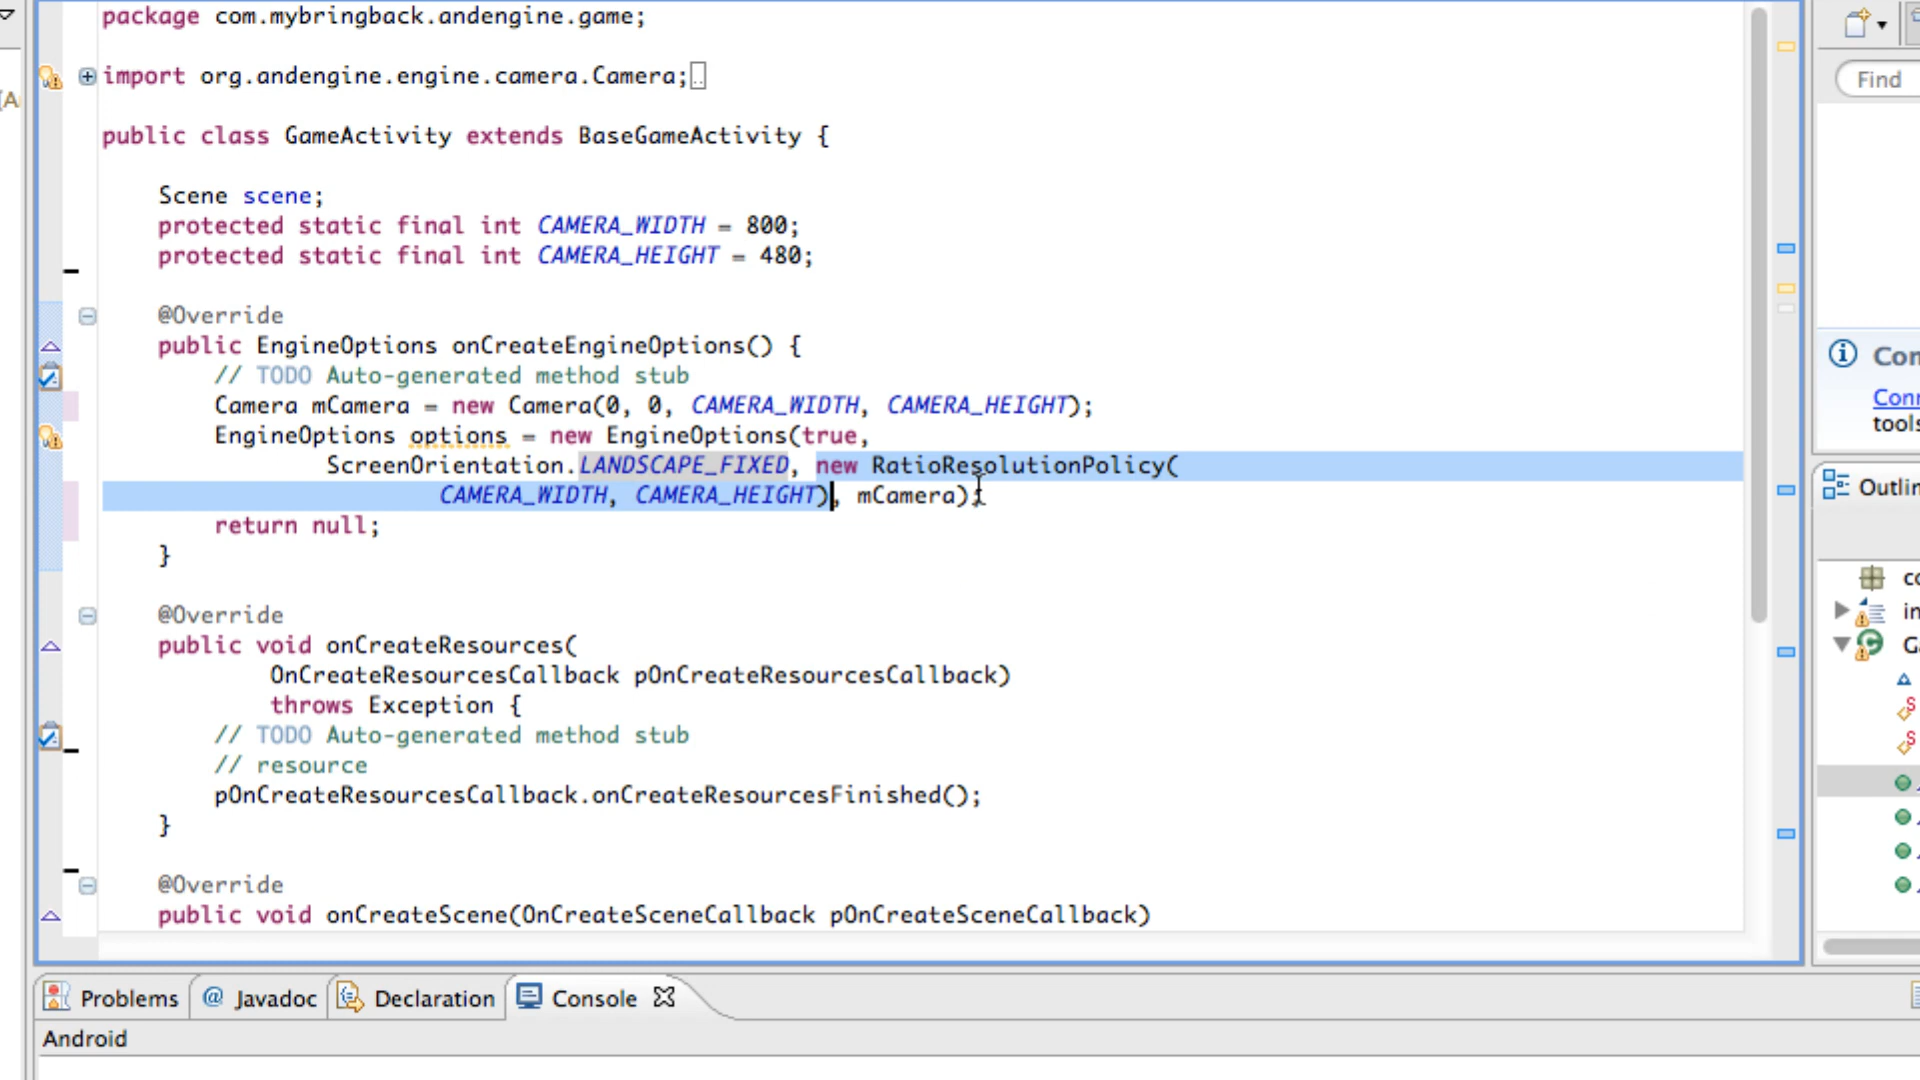 package com.mybringback.andengine.game;
import org.andengine.engine.camera.Camera;
public class GameActivity extends BaseGameActivity {
Scene scene;
protected static final int CAMERA_WIDTH = 800;
protected static final int CAMERA_HEIGHT = 480;
@Override
public EngineOptions onCreateEngineOptions() {
// TODO Auto-generated method stub
Camera mCamera = new Camera(0, 0, CAMERA_WIDTH, CAMERA_HEIGHT);
EngineOptions options = new EngineOptions(true,
ScreenOrientation.LANDSCAPE_FIXED, new RatioResolutionPolicy(
CAMERA_WIDTH, CAMERA_HEIGHT), mCamera);
return null;
}
@Override
public void onCreateResources(
OnCreateResourcesCallback pOnCreateResourcesCallback)
throws Exception {
// TODO Auto-generated method stub
// resource
pOnCreateResourcesCallback.onCreateResourcesFinished();
}
@Override
public void onCreateScene(OnCreateSceneCallback pOnCreateSceneCallback)
Find
Problems
Javadoc
Declaration
Console
Android